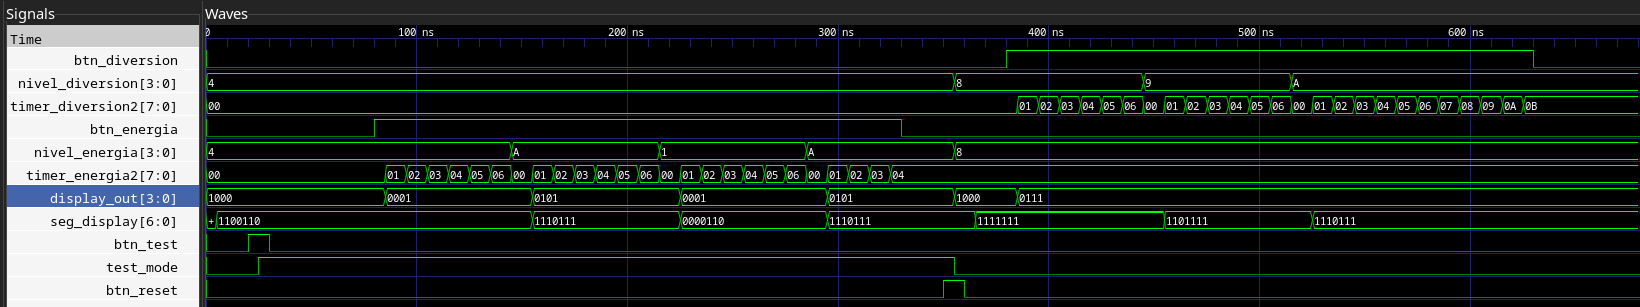 Signals Waves
Time 0 100 ns 200 ns 300 ns 400 ns 500 ns 600 ns
btn_diversion
nivel_diversion[3:0] 4 8 9 A
timer_diversion2[7:0] 00 01 02 03 04 05 06 00 01 02 03 04 05 06 00 01 02 03 04 05 06 07 08 09 0A 0B
btn_energia
nivel_energia[3:0] 4 A 1 A 8
timer_energia2[7:0] 00 01 02 03 04 05 06 00 01 02 03 04 05 06 00 01 02 03 04 05 06 00 01 02 03 04
display_out[3:0] 1000 0001 0101 0001 0101 1000 0111
seg_display[6:0] + 1100110 1110111 0000110 1110111 1111111 1101111 1110111
btn_test
test_mode
btn_reset